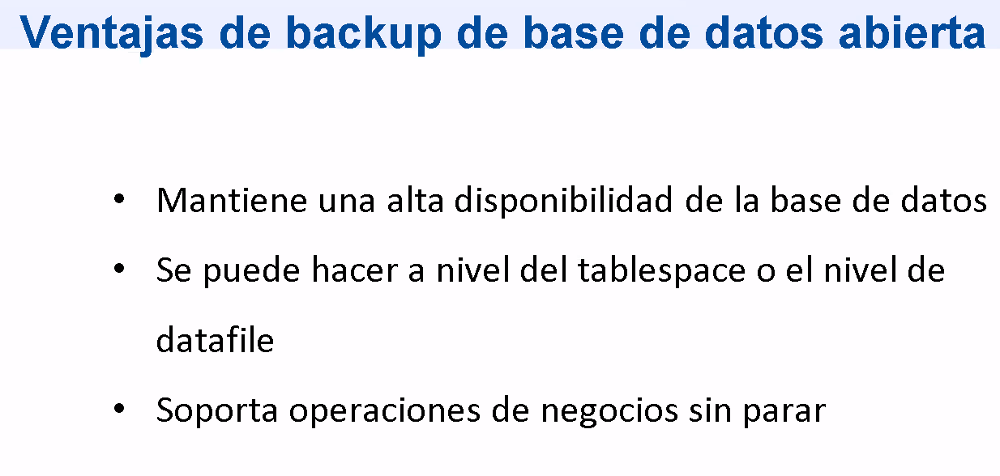 Ventajas de backup de base de datos abierta
• Mantiene una alta disponibilidad de la base de datos
• Se puede hacer a nivel del tablespace o el nivel de
datafile
• Soporta operaciones de negocios sin parar